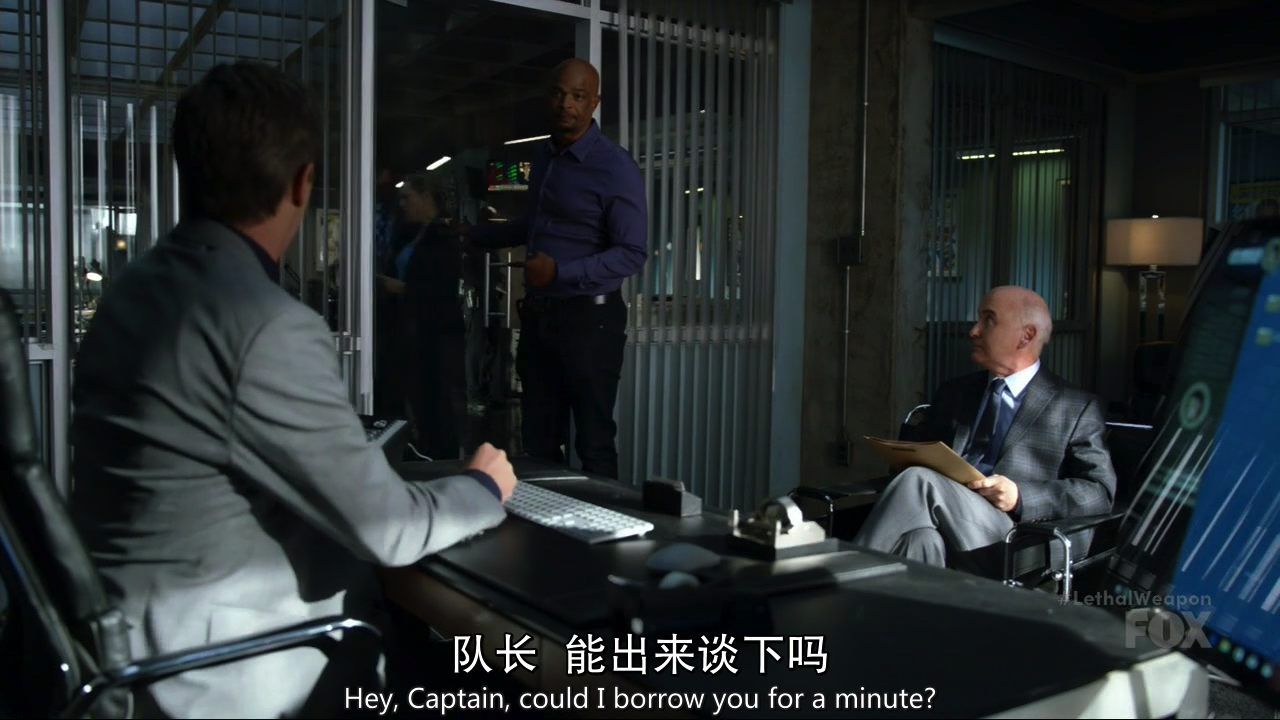 #LethalWeapon
FOX
队长 能出来谈下吗
Hey, Captain, could I borrow you for a minute?